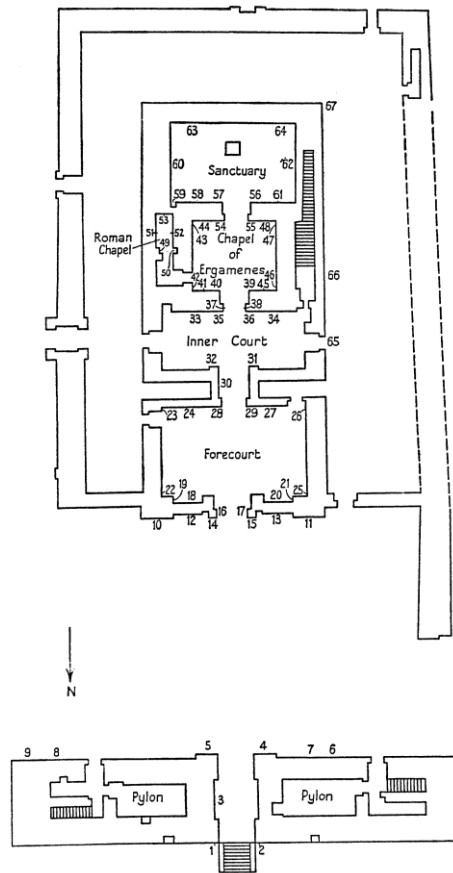 67
63 64
60 62
Sanctuary
59 58 57 56 61
53 44 54 55 48
51 52 43 47
Roman Chapel
49
Chapel of Ergamenes
50
42 41 40 39 45 46
66
37 38
33 35 36 34
Inner Court
65
32 31
30
23 24 28 29 27 26
Forecourt
22 19 18 20 21 25
16 17
10 12 14 15 13 11
N
9 8 5 4 7 6
Pylon
3
Pylon
1 2